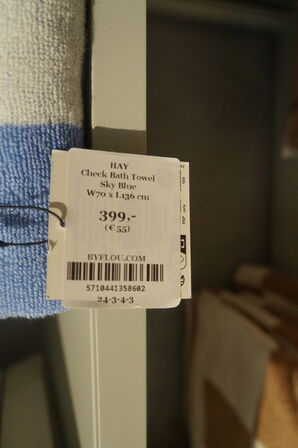 HAY
Check Bath Towel
Sky Blue
W70 x L136 cm
399,-
(€ 55)
BYFLOU.COM
5710441358602
24-3-4-3